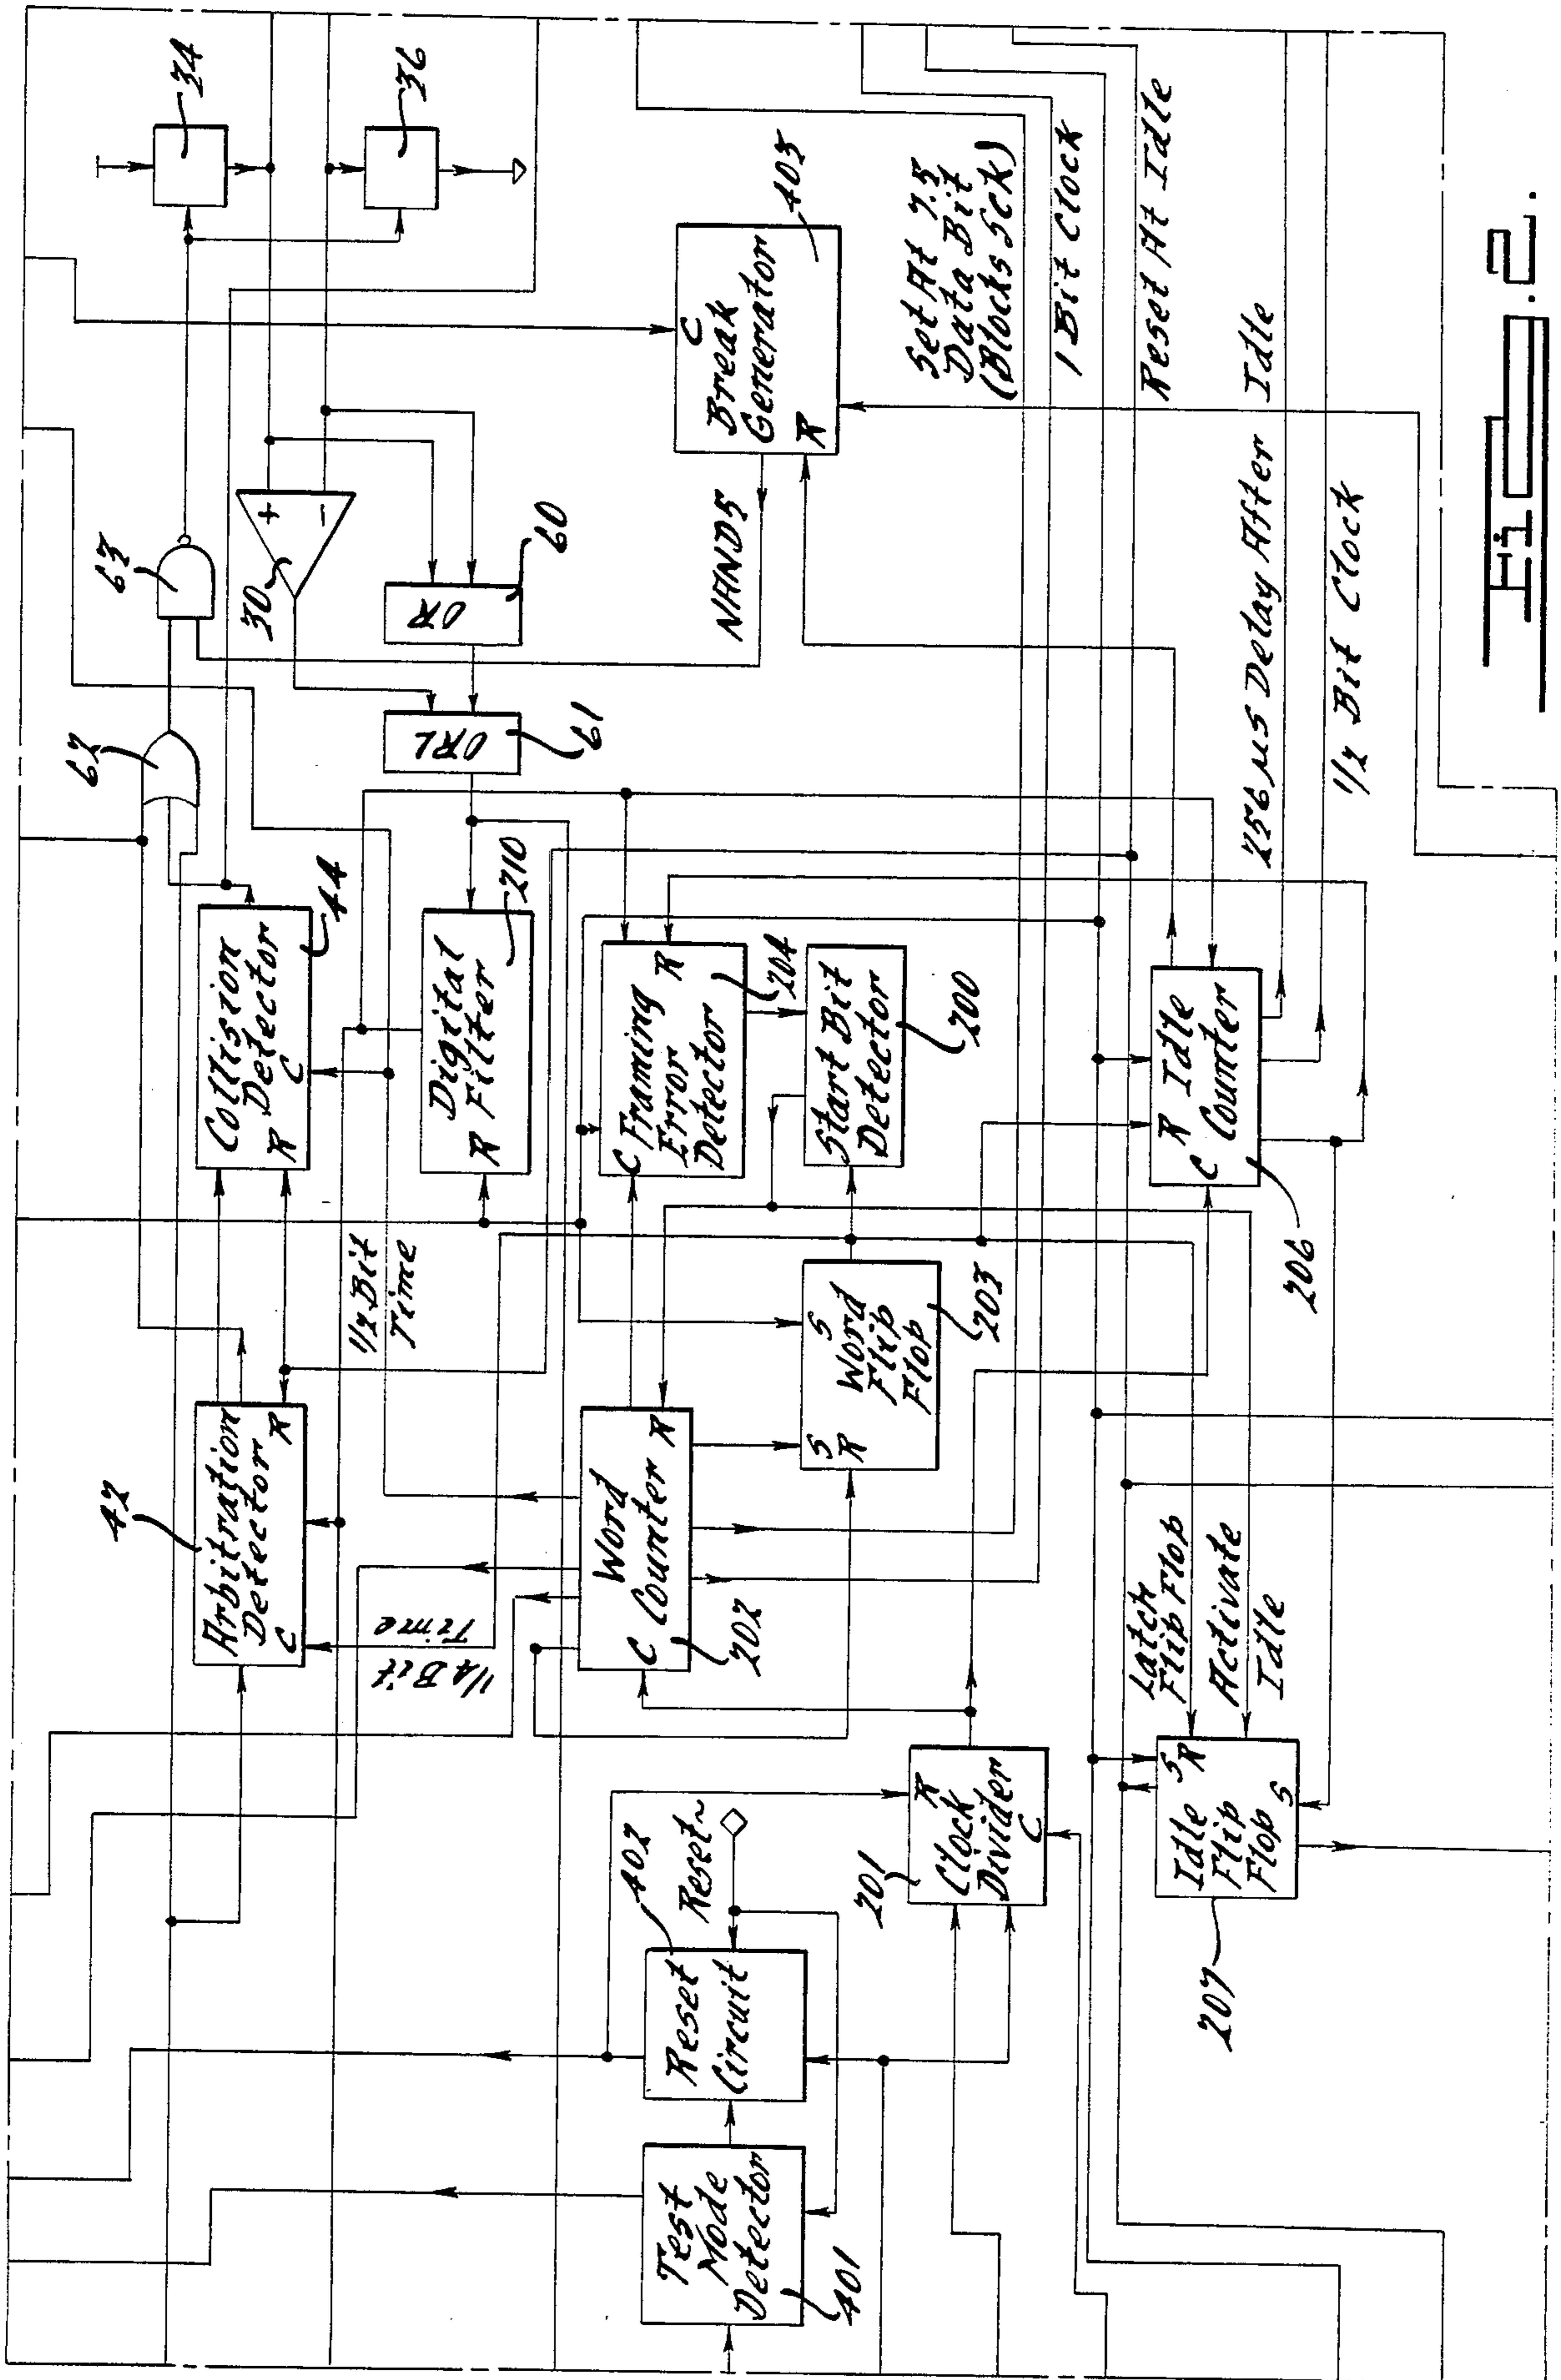 42
Arbitration
Detector
C
R
Collision
Detector
R
C
44
62
63
34
36
1/4 Bit
Time
1/2 Bit
Time
Digital
Filter
R
210
30
+
-
OR
60
ORL
61
NAND5
C
Break
Generator
R
403
Word
Counter
C
R
202
C Framing
Error
Detector
R
204
Start Bit
Detector
200
S
Word
Flip
Flop
S
R
203
Test
Mode
Detector
401
Reset
Circuit
402
Reset~
201
R
Clock
Divider
C
Idle
Flip
Flop
S
R
S
207
Latch
Flip Flop
Activate
Idle
R Idle
C Counter
206
Set At 7.5
Data Bit
(Blocks Sck)
1 Bit Clock
Reset At Idle
256 µs Delay After Idle
1/2 Bit Clock
Fig. 2.